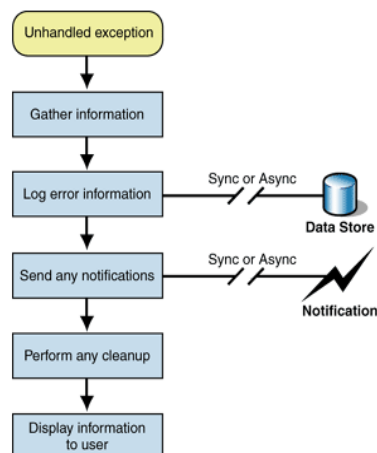 Unhandled exception
Gather information
Log error information
Sync or Async
Data Store
Send any notifications
Sync or Async
Notification
Perform any cleanup
Display information
to user